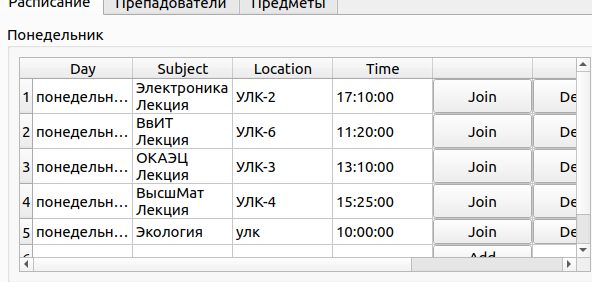 Расписание Преподователи Предметы
Понедельник
Day Subject Location Time
1 понедельн... Электроника УЛК-2 17:10:00 Join De
Лекция
2 понедельн... ВвИТ УЛК-6 11:20:00 Join De
Лекция
3 понедельн... ОКАЭЦ УЛК-3 13:10:00 Join De
Лекция
4 понедельн... ВысшМат УЛК-4 15:25:00 Join De
Лекция
5 понедельн... Экология улк 10:00:00 Join De
6 Add